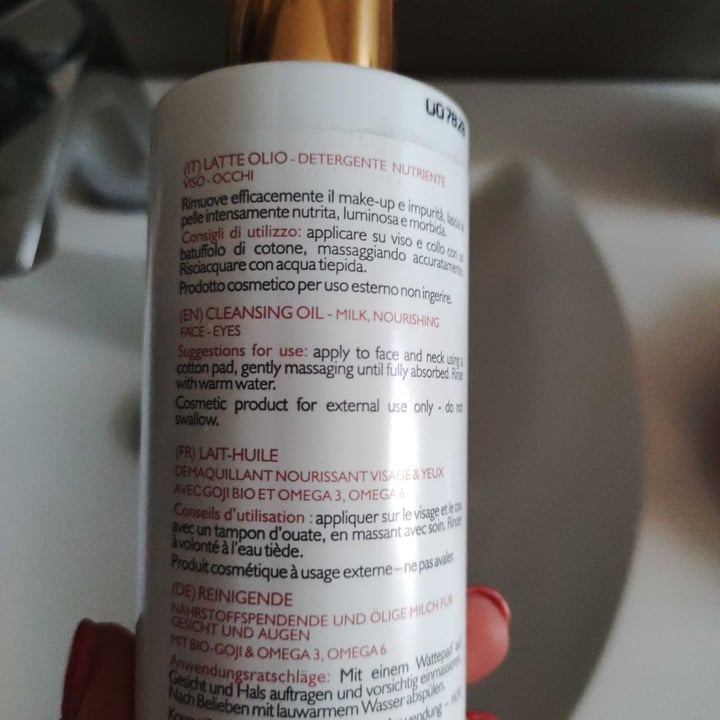 UO7828
(IT) LATTE OLIO - DETERGENTE NUTRIENTE
VISO - OCCHI
Rimuove efficacemente il make-up e impurità, lascia la
pelle intensamente nutrita, luminosa e morbida.
Consigli di utilizzo: applicare su viso e collo con un
batuffolo di cotone, massaggiando accuratamente.
Risciacquare con acqua tiepida.
Prodotto cosmetico per uso esterno non ingerire.
(EN) CLEANSING OIL - MILK, NOURISHING
FACE - EYES
Suggestions for use: apply to face and neck using a
cotton pad, gently massaging until fully absorbed. Rinse
with warm water.
Cosmetic product for external use only - do not
swallow.
(FR) LAIT-HUILE
DÉMAQUILLANT NOURISSANT VISAGE & YEUX
AVEC GOJI BIO ET OMEGA 3, OMEGA 6
Conseils d'utilisation : appliquer sur le visage et le cou
avec un tampon d'ouate, en massant avec soin. Rincer
à volonté à l'eau tiède.
Produit cosmétique à usage externe – ne pas avaler.
(DE) REINIGENDE
NÄHRSTOFFSPENDENDE UND ÖLIGE MILCH FÜR
GESICHT UND AUGEN
MIT BIO-GOJI & OMEGA 3, OMEGA 6
Anwendungsratschläge: Mit einem Wattepad auf
Gesicht und Hals auftragen und vorsichtig einmassieren.
Nach Belieben mit lauwarmem Wasser abspülen.